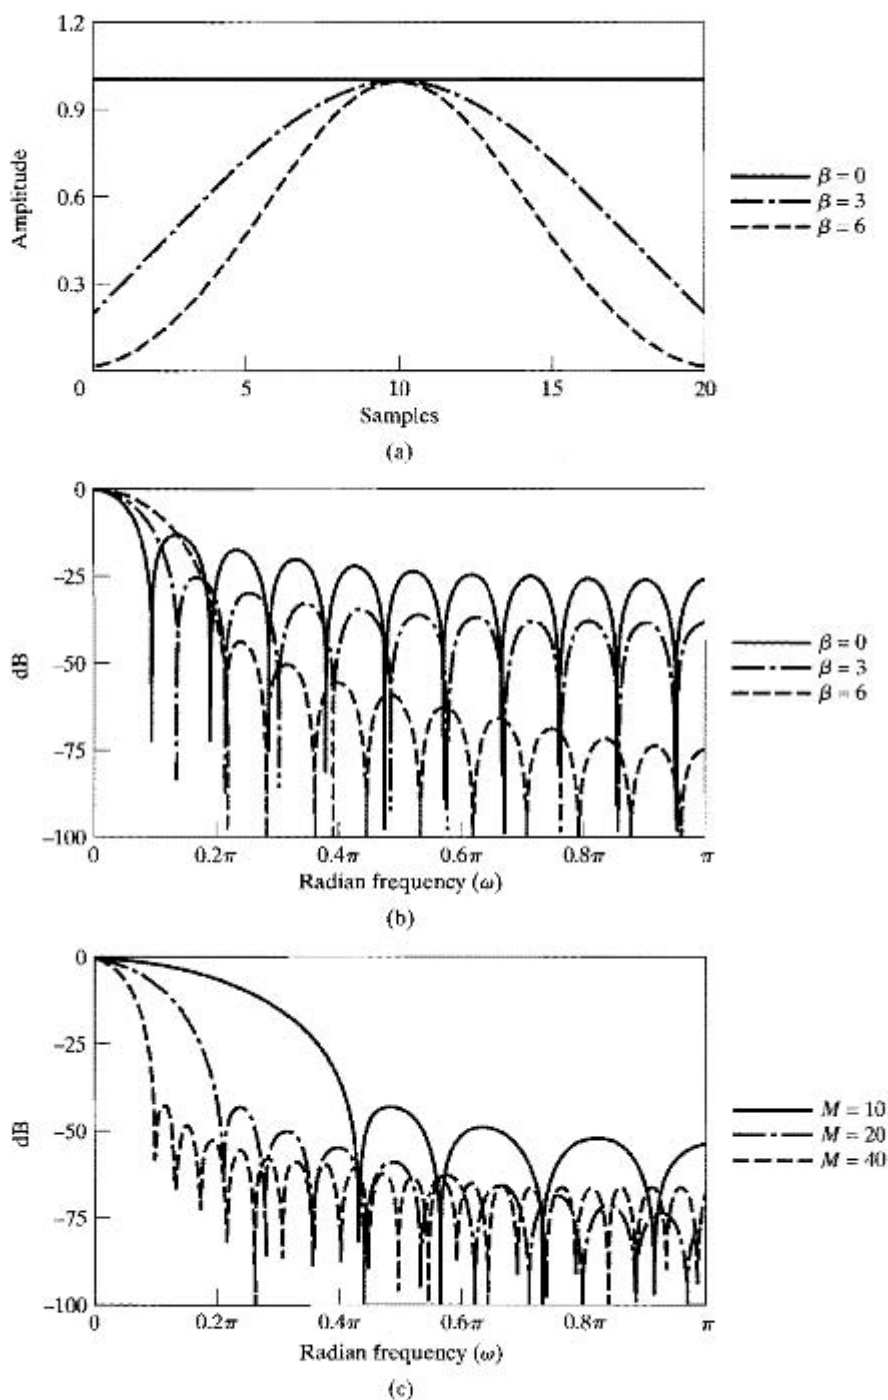 1.2
0.9
0.6
0.3
Amplitude
0
5
10
15
20
Samples
β = 0
β = 3
β = 6
(a)
0
−25
−50
−75
−100
dB
0
0.2π
0.4π
0.6π
0.8π
π
Radian frequency (ω)
β = 0
β = 3
β = 6
(b)
0
−25
−50
−75
−100
dB
0
0.2π
0.4π
0.6π
0.8π
π
Radian frequency (ω)
M = 10
M = 20
M = 40
(c)